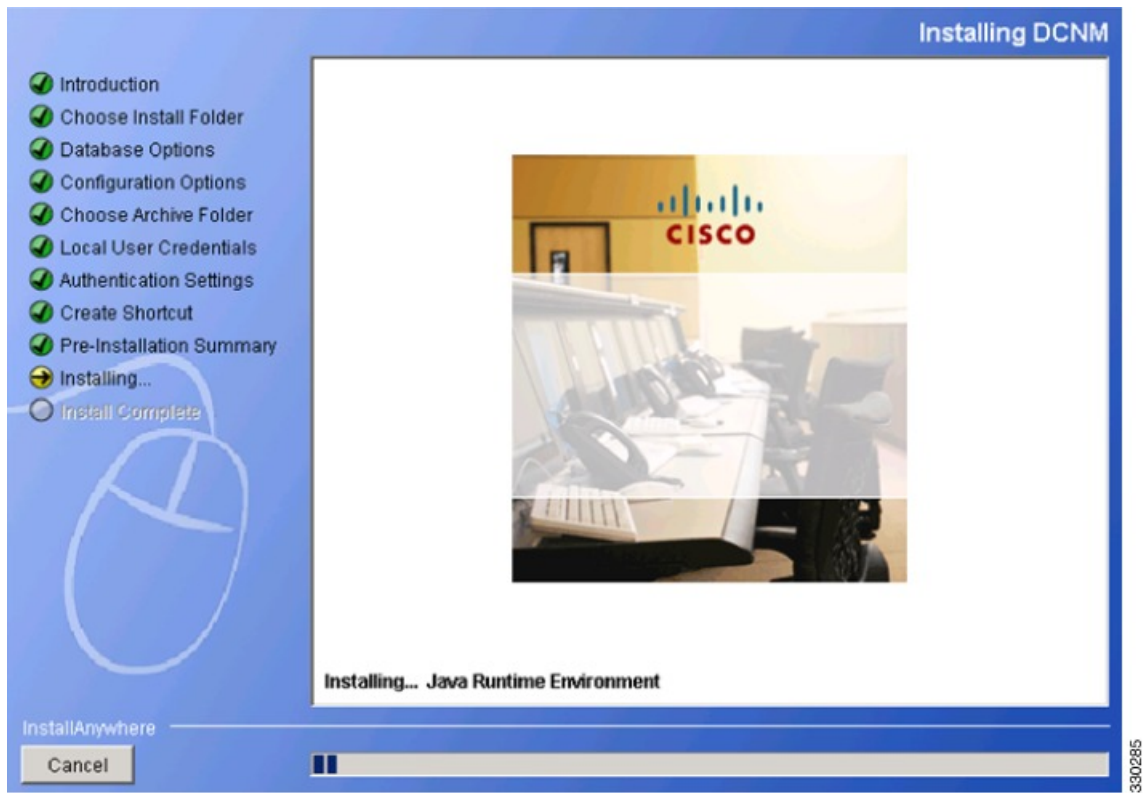 Installing DCNM
Introduction
Choose Install Folder
Database Options
Configuration Options
Choose Archive Folder
Local User Credentials
Authentication Settings
Create Shortcut
Pre-Installation Summary
Installing...
Install Complete
CISCO
Installing... Java Runtime Environment
InstallAnywhere
Cancel
330285